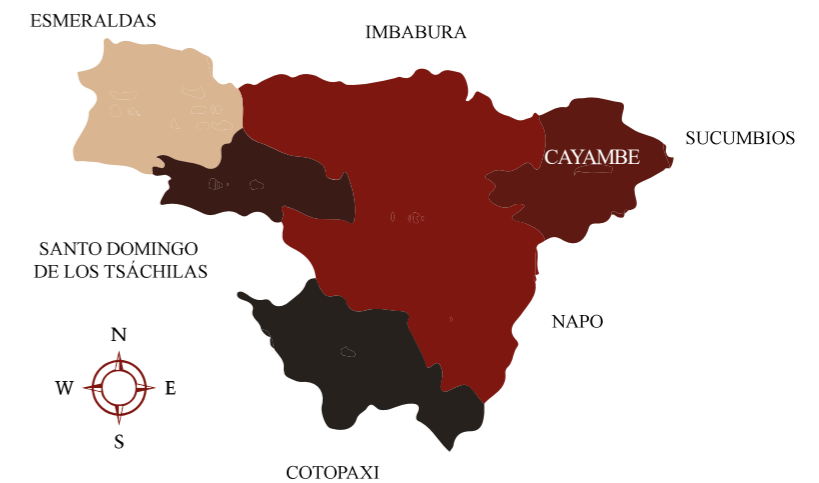 ESMERALDAS
IMBABURA
SUCUMBIOS
CAYAMBE
SANTO DOMINGO
DE LOS TSÁCHILAS
NAPO
N
W E
S
COTOPAXI